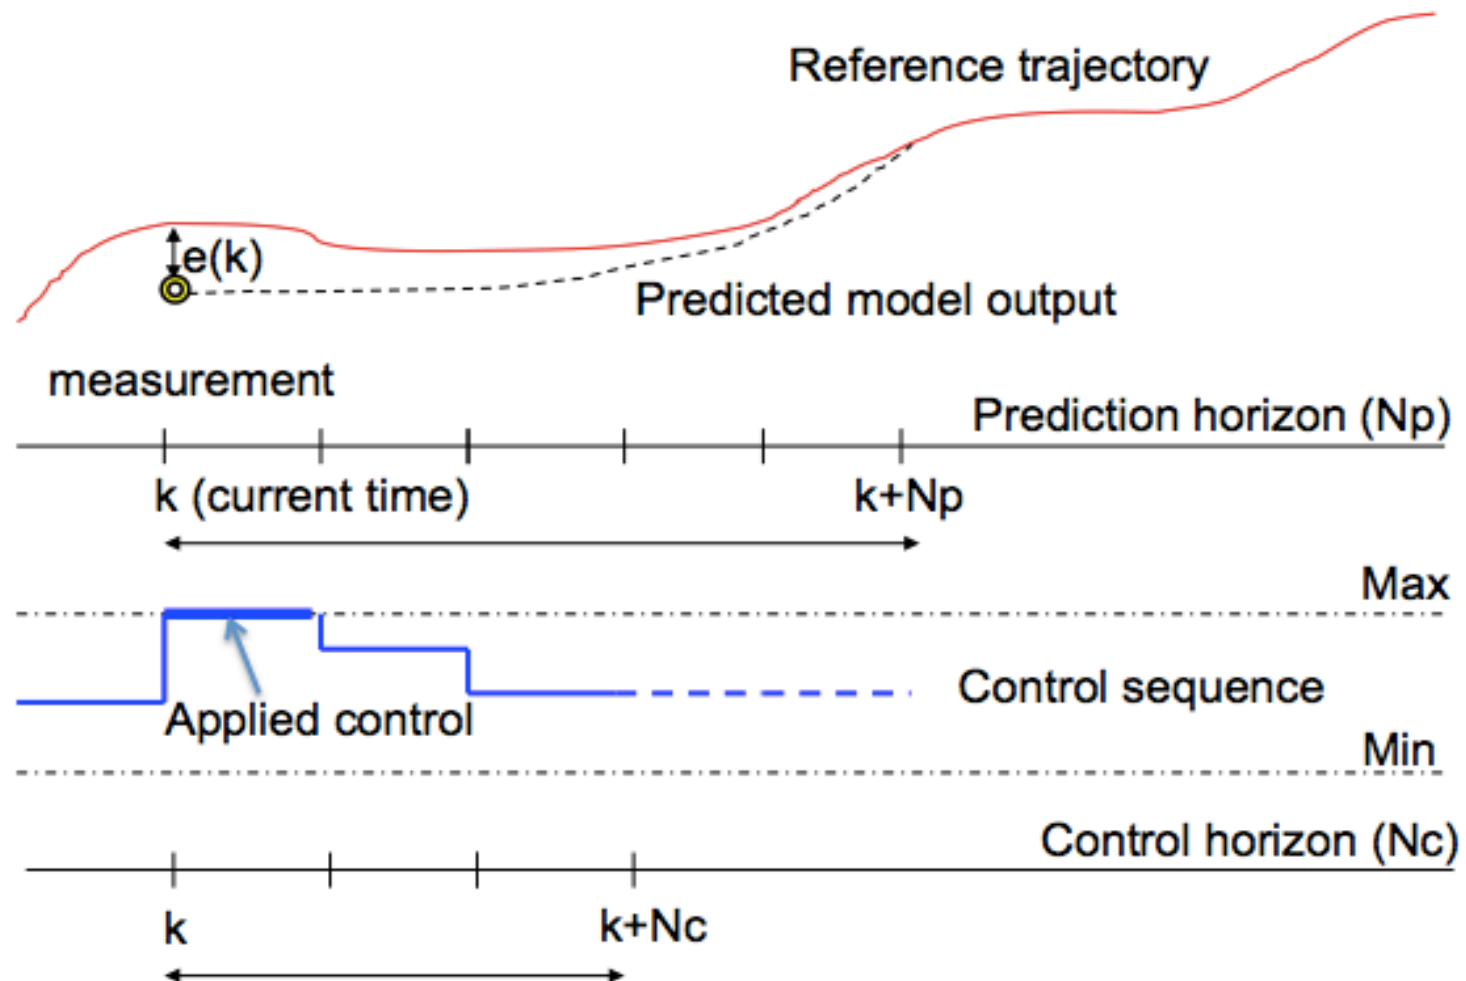 Reference trajectory
e(k)
Predicted model output
measurement
Prediction horizon (Np)
k (current time)
k+Np
Max
Applied control
Control sequence
Min
Control horizon (Nc)
k
k+Nc